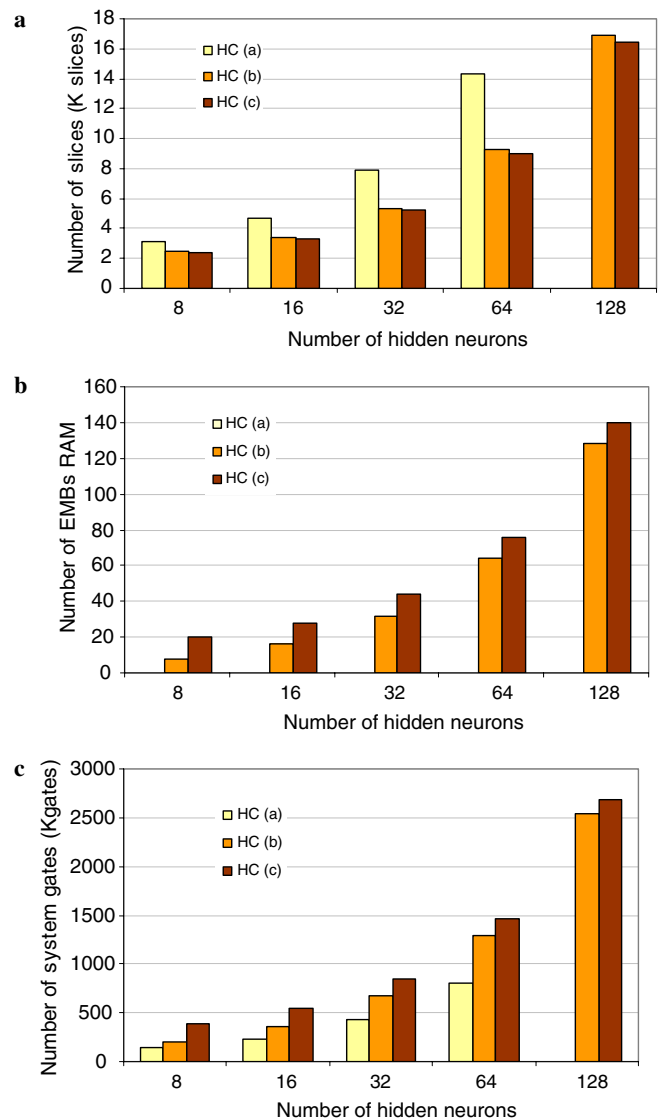 a
Number of slices (K slices)
18
16
14
12
10
8
6
4
2
0
HC (a)
HC (b)
HC (c)
8 16 32 64 128
Number of hidden neurons
b
Number of EMBs RAM
160
140
120
100
80
60
40
20
0
HC (a)
HC (b)
HC (c)
8 16 32 64 128
Number of hidden neurons
c
Number of system gates (Kgates)
3000
2500
2000
1500
1000
500
0
HC (a)
HC (b)
HC (c)
8 16 32 64 128
Number of hidden neurons